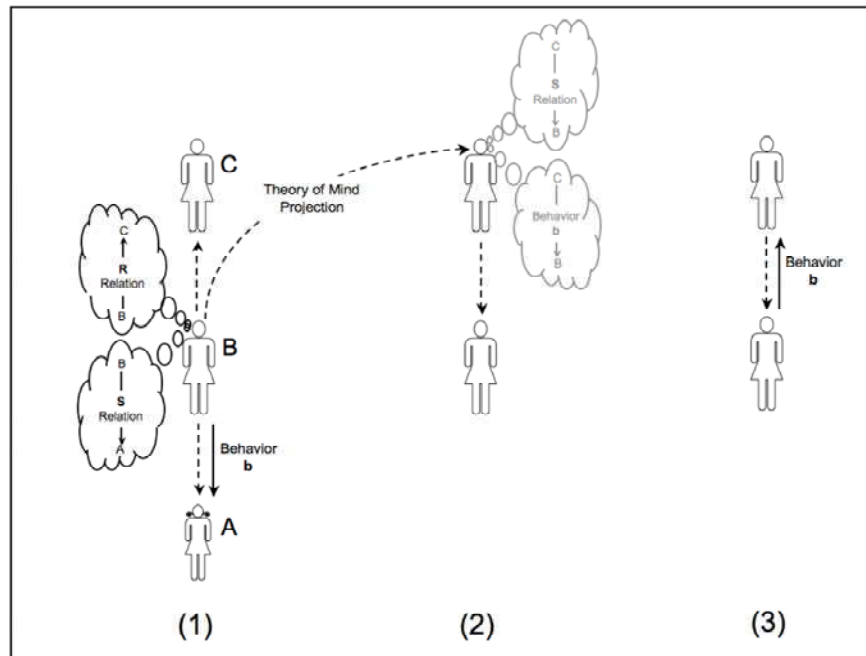 C
R
Relation
B
B
S
Relation
A
C
B
Behavior
b
A
(1)
Theory of Mind
Projection
C
S
Relation
B
C
Behavior
b
B
(2)
Behavior
b
(3)